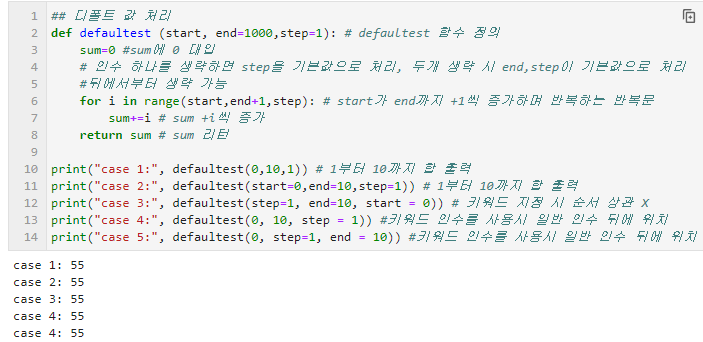 1 ## 디폴트 값 처리
2 def defaultest (start, end=1000,step=1): # defaultest 함수 정의
3 sum=0 #sum에 0 대입
4 # 인수 하나를 생략하면 step을 기본값으로 처리, 두개 생략 시 end,step이 기본값으로 처리
5 #뒤에서부터 생략 가능
6 for i in range(start,end+1,step): # start가 end까지 +1씩 증가하며 반복하는 반복문
7 sum+=i # sum +i씩 증가
8 return sum # sum 리턴
9
10 print("case 1:", defaultest(0,10,1)) # 1부터 10까지 합 출력
11 print("case 2:", defaultest(start=0,end=10,step=1)) # 1부터 10까지 합 출력
12 print("case 3:", defaultest(step=1, end=10, start = 0)) # 키워드 지정 시 순서 상관 X
13 print("case 4:", defaultest(0, 10, step = 1)) #키워드 인수를 사용시 일반 인수 뒤에 위치
14 print("case 5:", defaultest(0, step=1, end = 10)) #키워드 인수를 사용시 일반 인수 뒤에 위치
case 1: 55
case 2: 55
case 3: 55
case 4: 55
case 4: 55